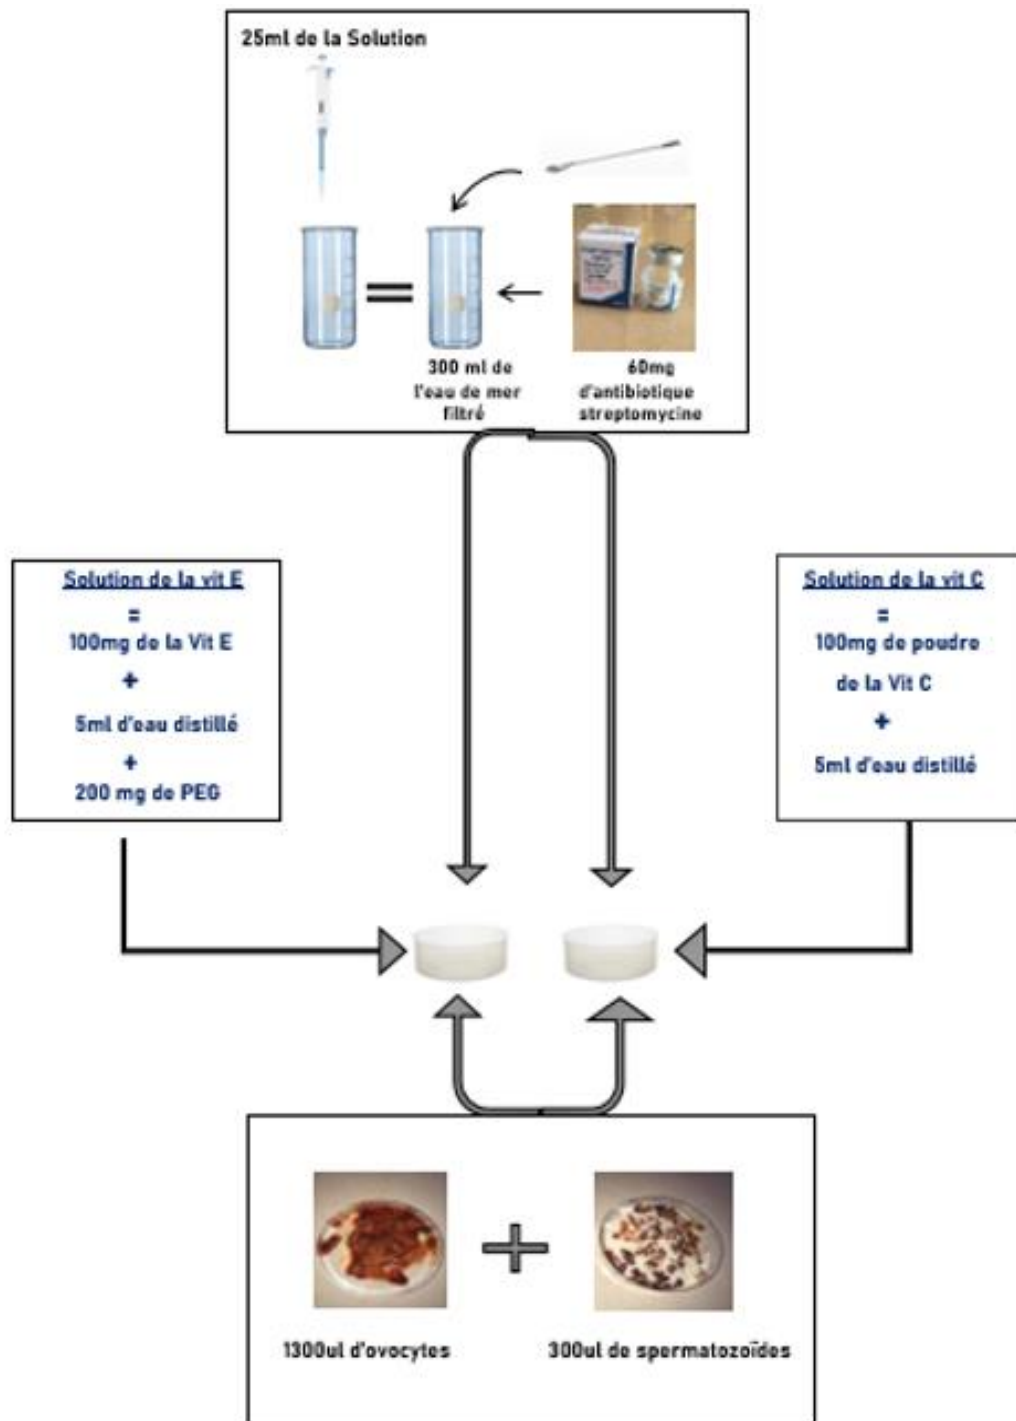 25ml de la Solution
300 ml de
l'eau de mer
filtré
60mg
d'antibiotique
streptomycine
Solution de la vit E
=
100mg de la Vit E
+
5ml d'eau distillé
+
200 mg de PEG
Solution de la vit C
=
100mg de poudre
de la Vit C
+
5ml d'eau distillé
1300ul d'ovocytes
300ul de spermatozoïdes